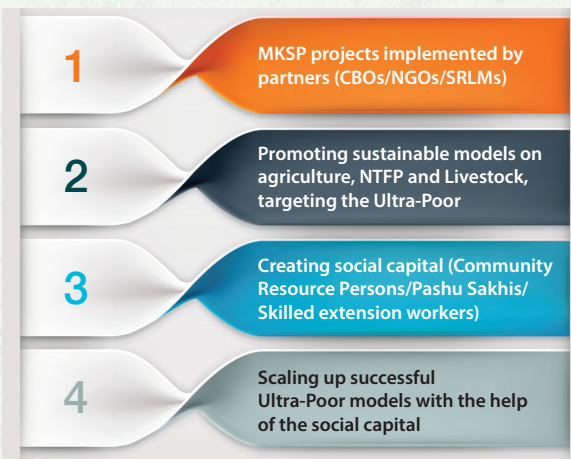 1
MKSP projects implemented by
partners (CBOs/NGOs/SRLMs)
2
Promoting sustainable models on
agriculture, NTFP and Livestock,
targeting the Ultra-Poor
3
Creating social capital (Community
Resource Persons/Pashu Sakhis/
Skilled extension workers)
4
Scaling up successful
Ultra-Poor models with the help
of the social capital